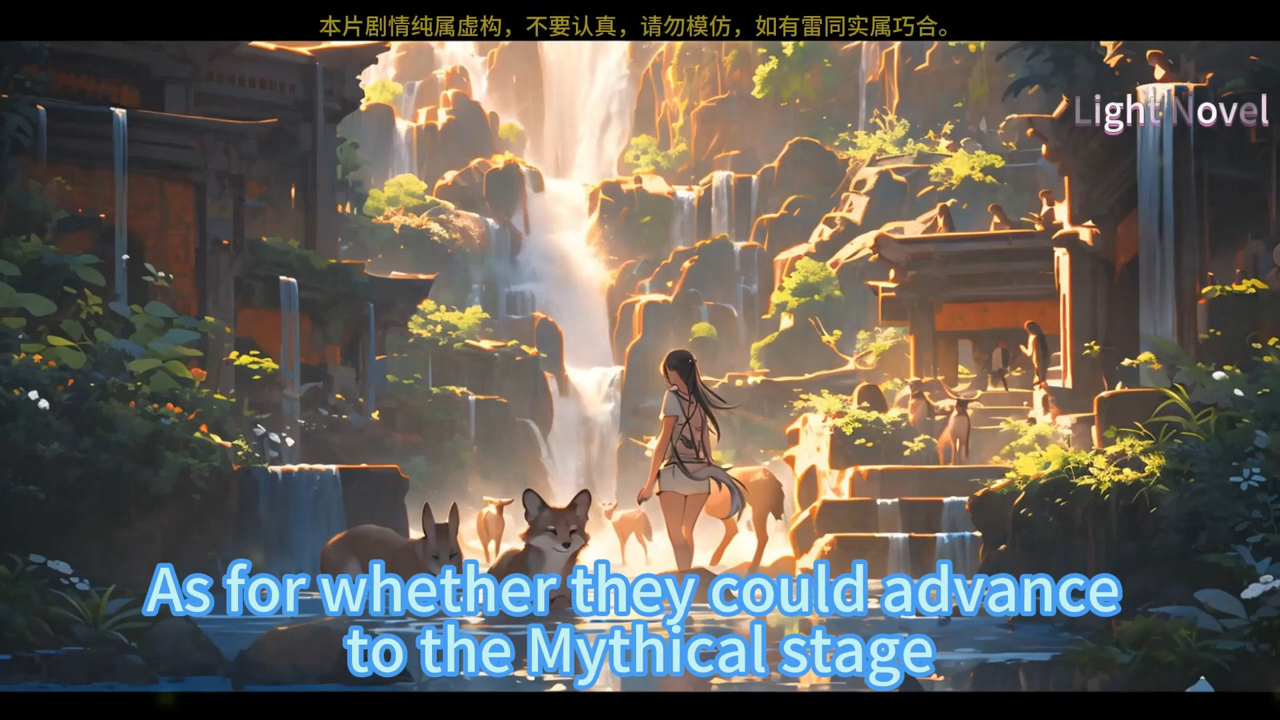 本片剧情纯属虚构，不要认真，请勿模仿，如有雷同实属巧合。
Light Novel
As for whether they could advance
to the Mythical stage